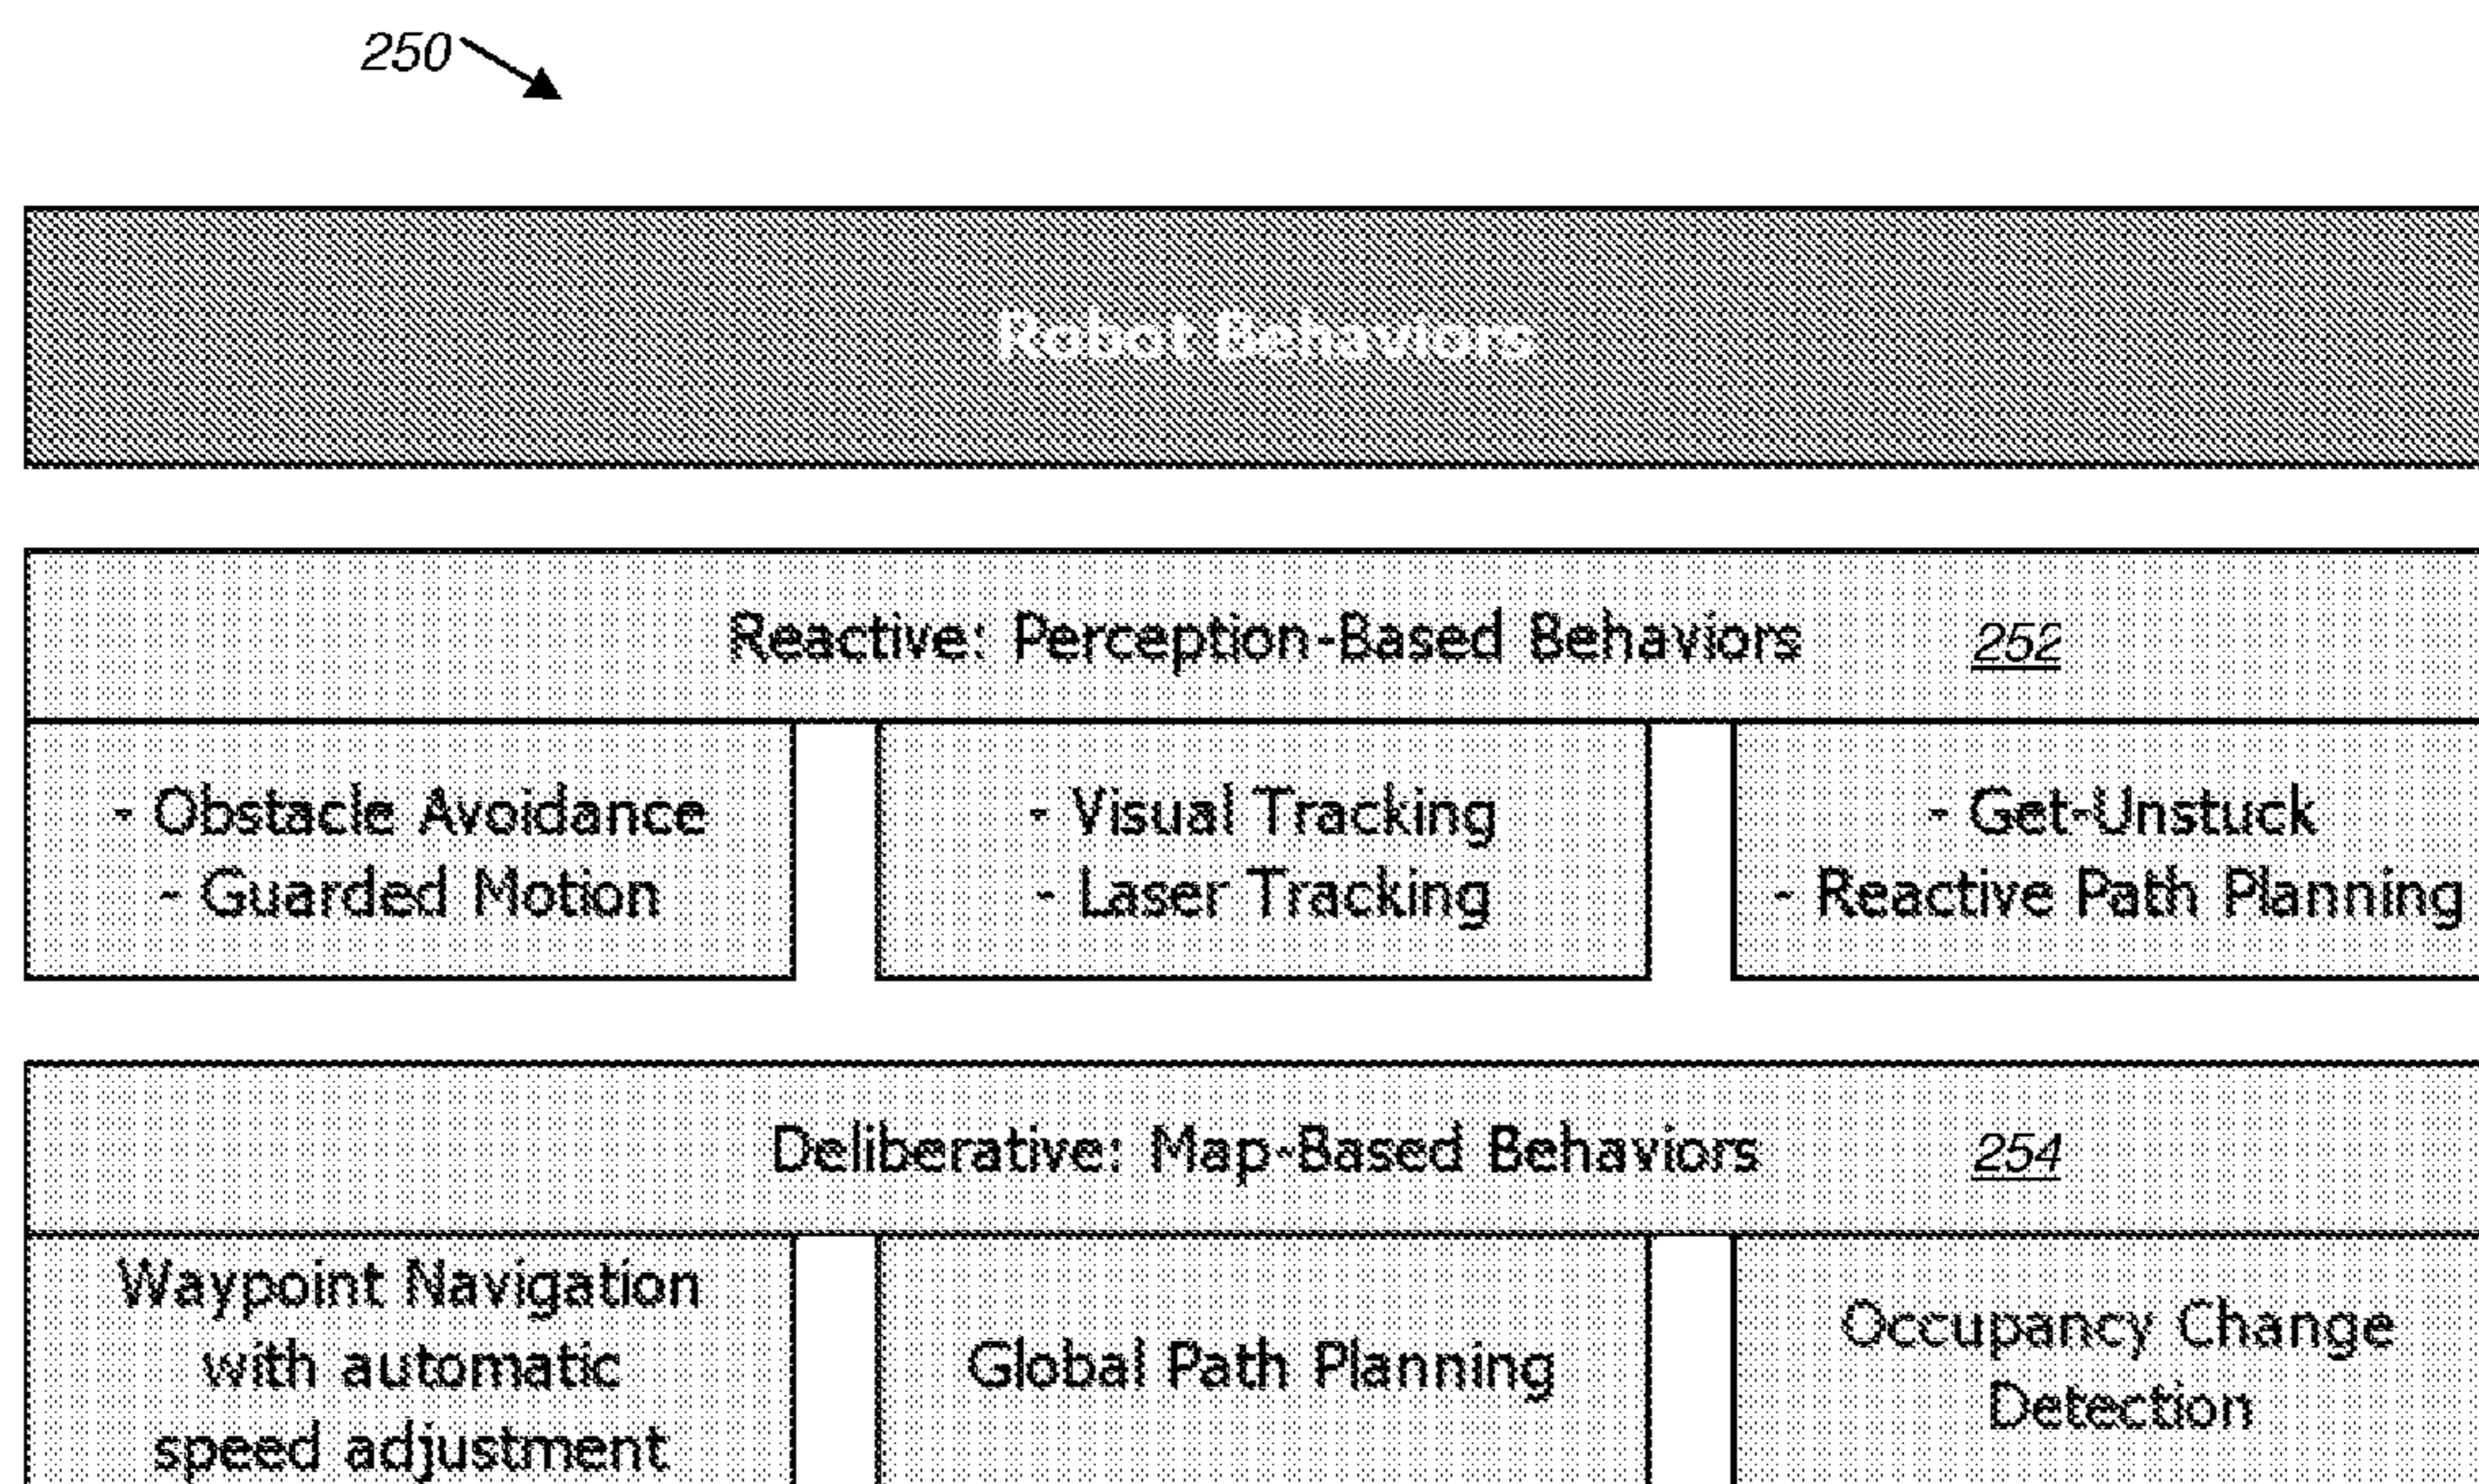 250
Robot Behaviors
Reactive: Perception-Based Behaviors 252
- Obstacle Avoidance
- Guarded Motion
- Visual Tracking
- Laser Tracking
- Get-Unstuck
- Reactive Path Planning
Deliberative: Map-Based Behaviors 254
Waypoint Navigation
with automatic
speed adjustment
Global Path Planning
Occupancy Change
Detection